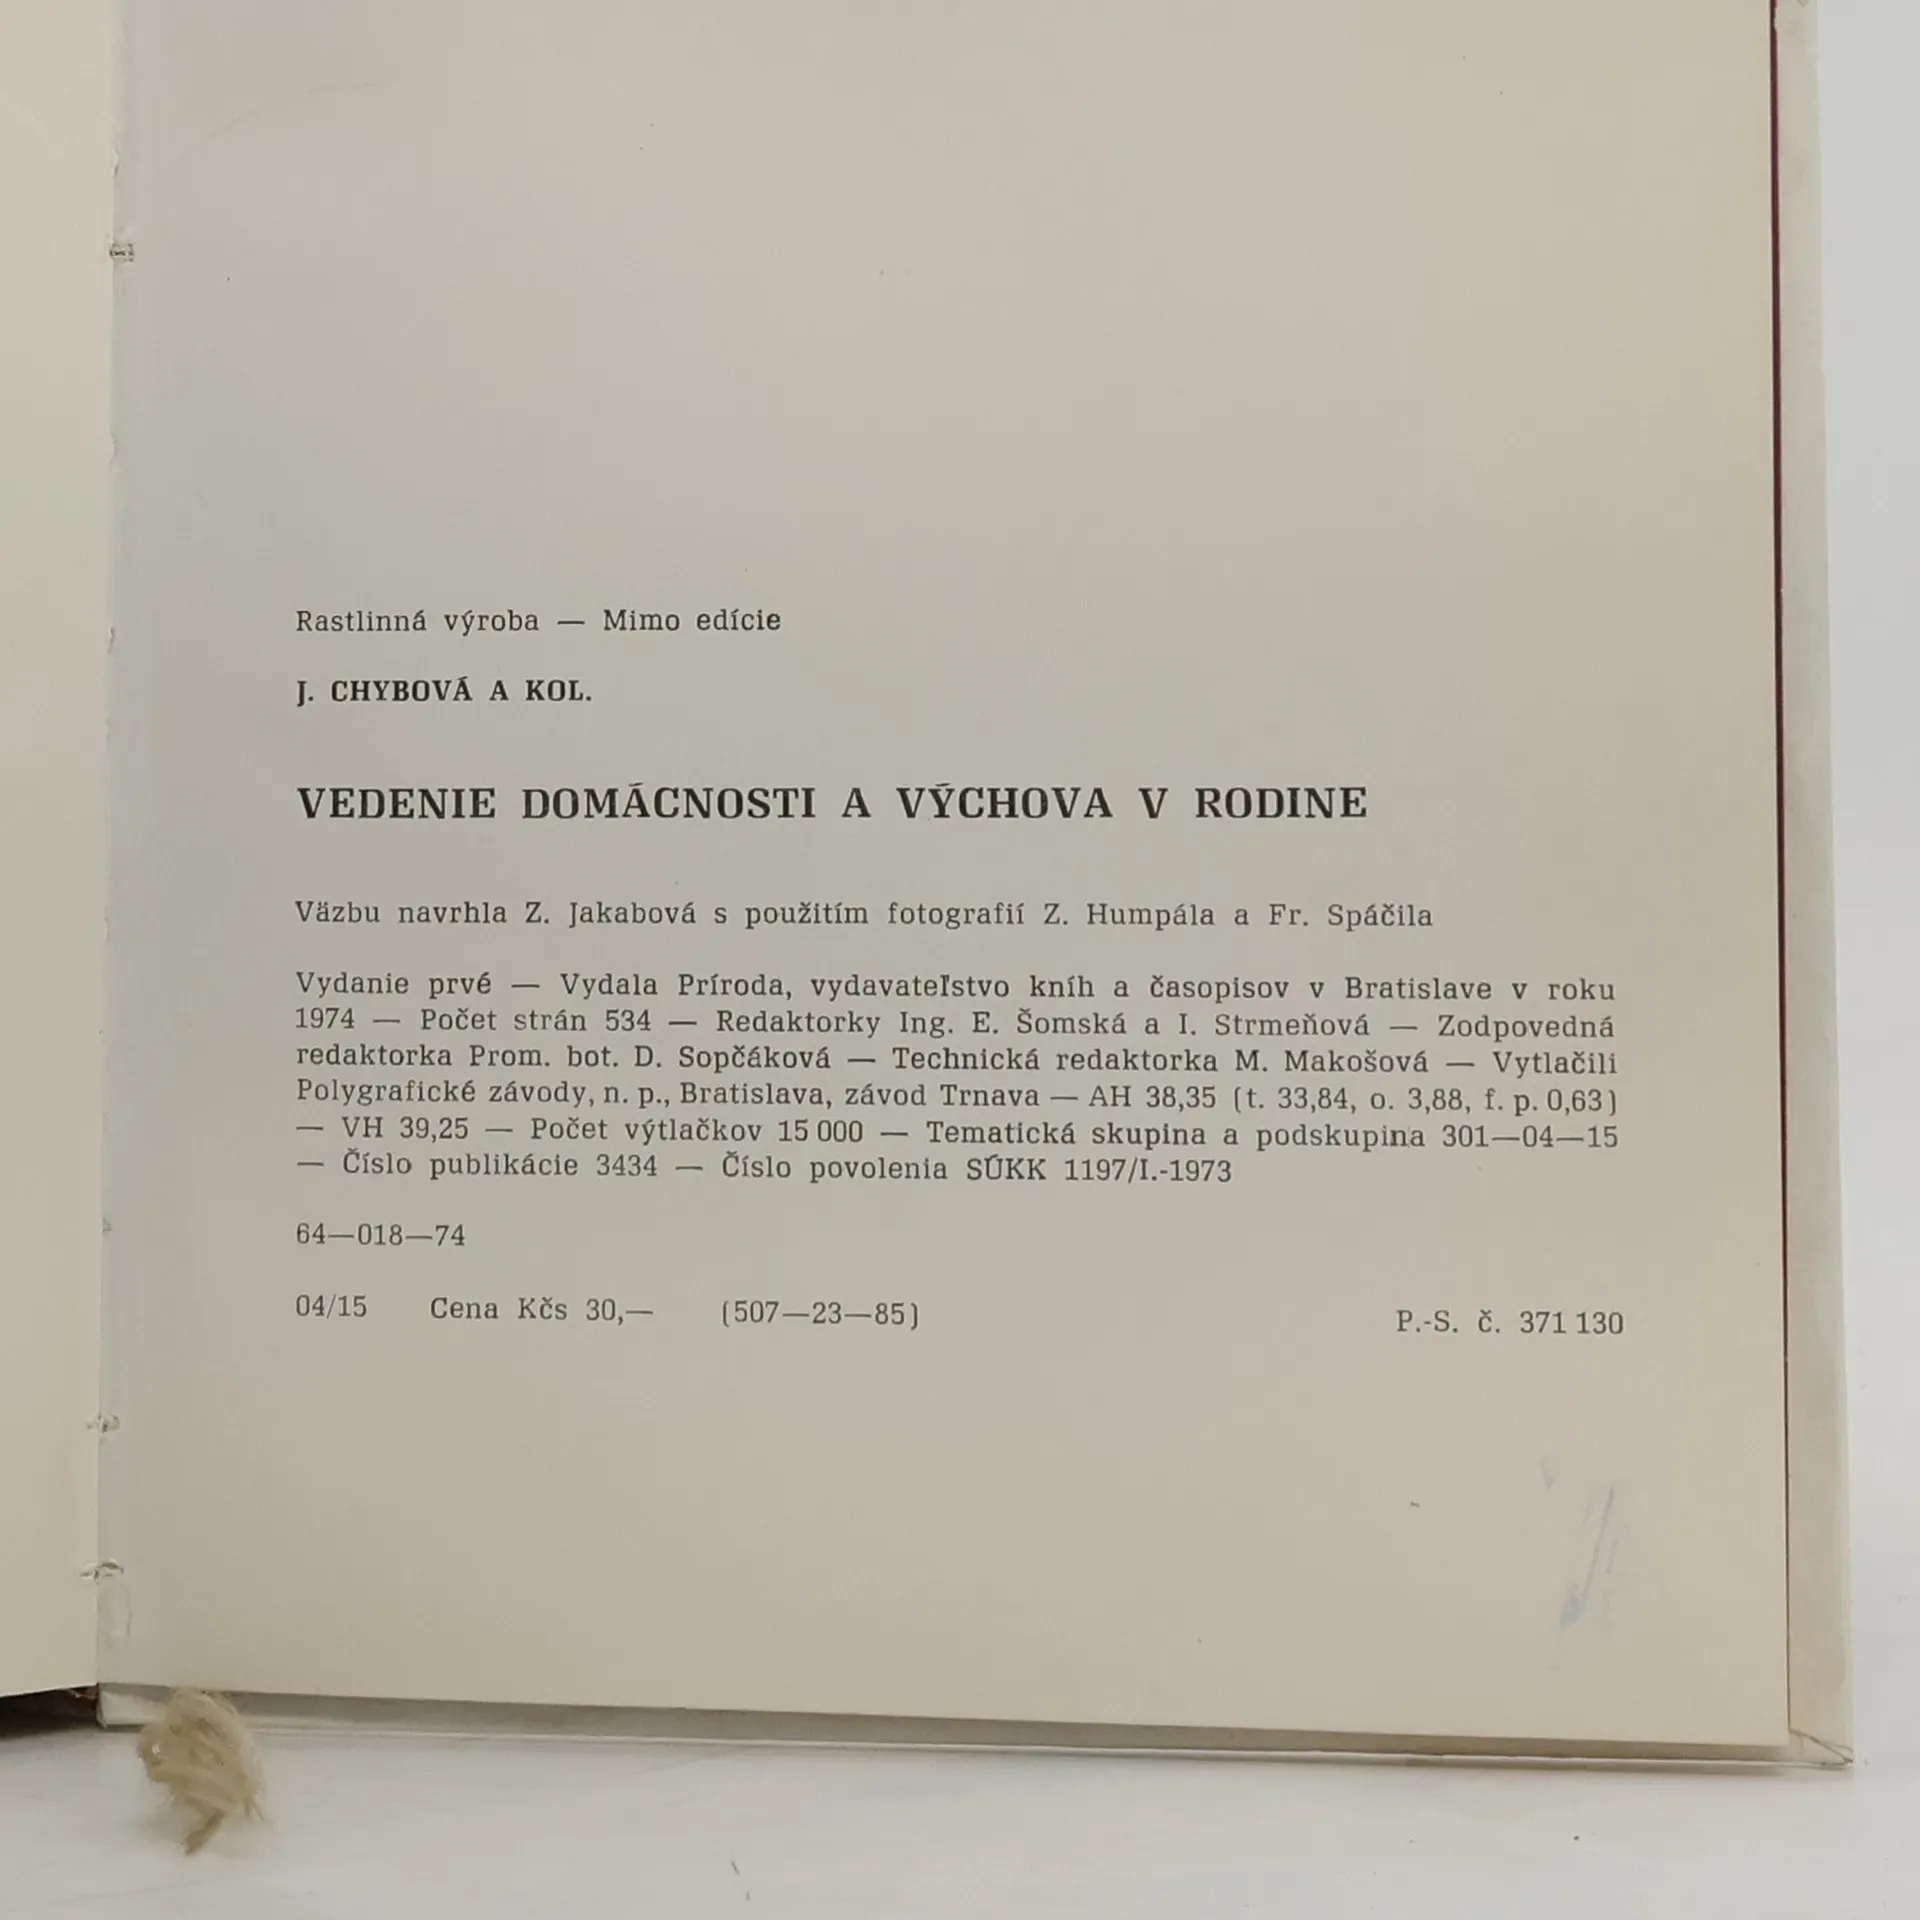 Rastlinná výroba — Mimo edície
J. CHYBOVÁ A KOL.
VEDENIE DOMÁCNOSTI A VÝCHOVA V RODINE
Väzbu navrhla Z. Jakabová s použitím fotografií Z. Humpála a Fr. Spáčila
Vydanie prvé — Vydala Príroda, vydavateľstvo kníh a časopisov v Bratislave v roku
1974 — Počet strán 534 — Redaktorky Ing. E. Šomská a I. Strmeňová — Zodpovedná
redaktorka Prom. bot. D. Sopčáková — Technická redaktorka M. Makošová — Vytlačili
Polygrafické závody, n. p., Bratislava, závod Trnava — AH 38,35 (t. 33,84, o. 3,88, f. p. 0,63)
— VH 39,25 — Počet výtlačkov 15 000 — Tematická skupina a podskupina 301—04—15
— Číslo publikácie 3434 — Číslo povolenia SÚKK 1197/I.-1973
64—018—74
04/15 Cena Kčs 30,— (507—23—85) P.-S. č. 371 130